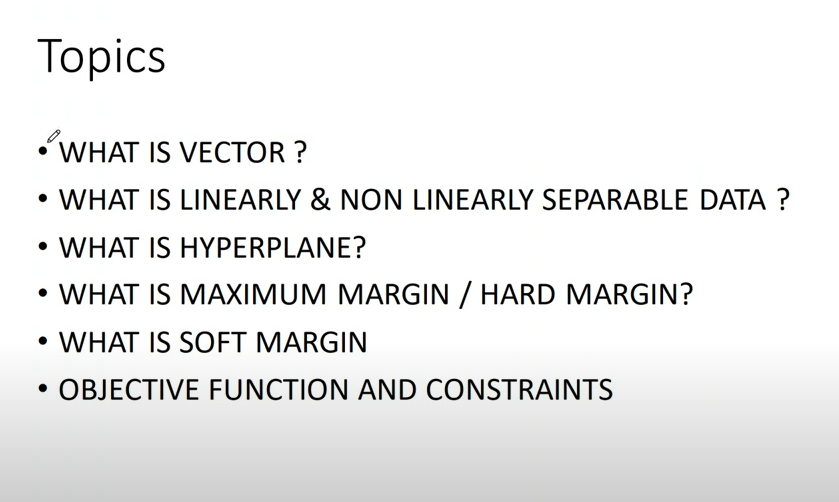 Topics
• WHAT IS VECTOR ?
• WHAT IS LINEARLY & NON LINEARLY SEPARABLE DATA ?
• WHAT IS HYPERPLANE?
• WHAT IS MAXIMUM MARGIN / HARD MARGIN?
• WHAT IS SOFT MARGIN
• OBJECTIVE FUNCTION AND CONSTRAINTS